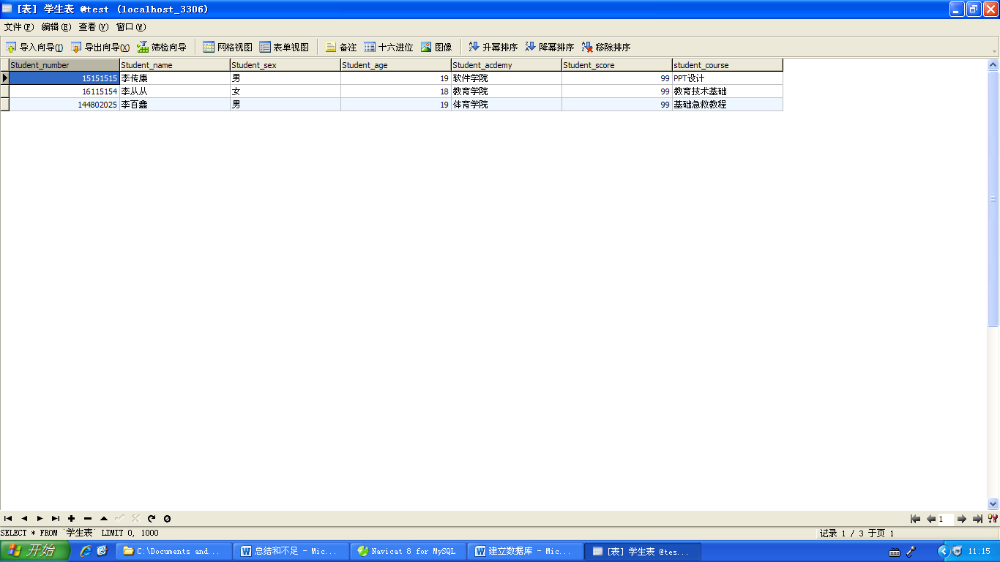 [表] 学生表 @test (localhost_3306)
文件(F) 编辑(E) 查看(V) 窗口(W)
导入向导(I) 导出向导(X) 筛检向导 网格视图 表单视图 备注 十六进位 图像 升幂排序 降幂排序 移除排序
Student_number Student_name Student_sex Student_age Student_acdemy Student_score student_course
15151515 李传康 男 19 软件学院 99 PPT设计
16115154 李从从 女 18 教育学院 99 教育技术基础
144802025 李百鑫 男 19 体育学院 99 基础急救教程
1
SELECT * FROM `学生表` LIMIT 0, 1000 记录 1 / 3 于页 1
开始 C:\Documents and... 总结和不足 - Mic... Navicat 8 for MySQL 建立数据库 - Mic... [表] 学生表 @tes... 11:15